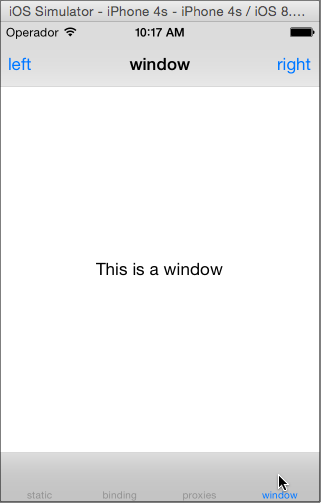 iOS Simulator - iPhone 4s - iPhone 4s / iOS 8....
Operador 10:17 AM
left window right
This is a window
static binding proxies window